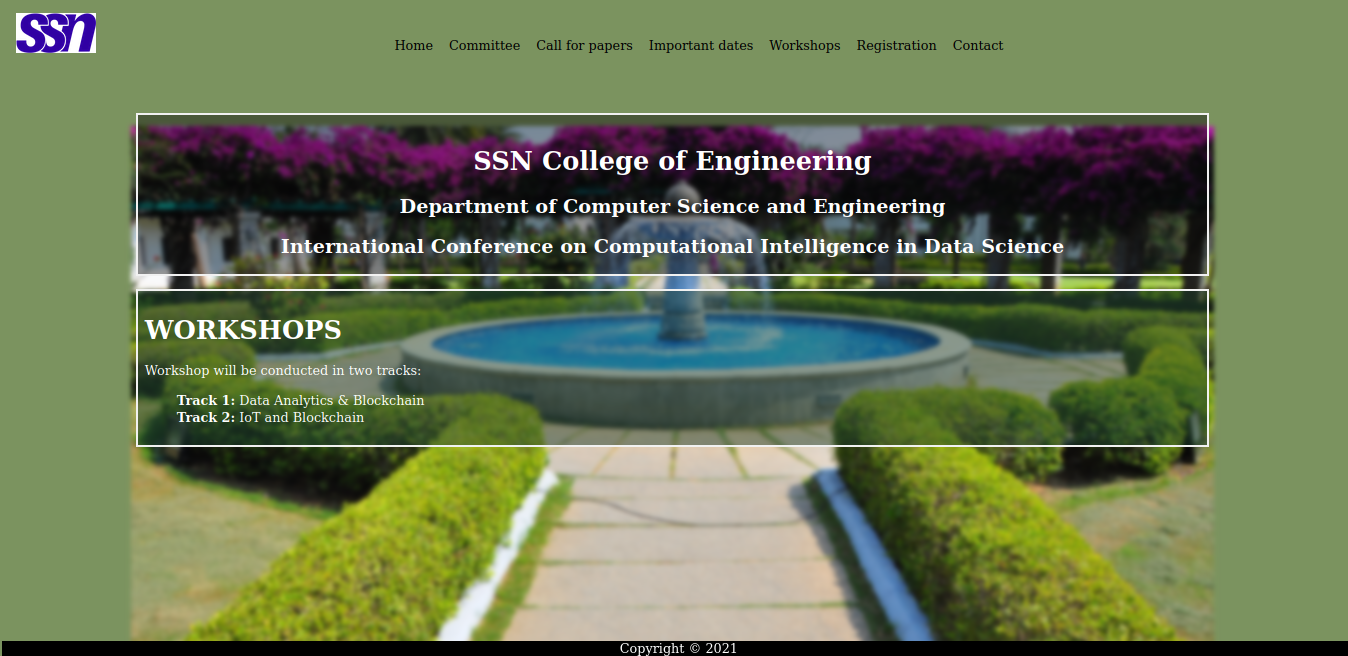 ssn
Home Committee Call for papers Important dates Workshops Registration Contact
SSN College of Engineering
Department of Computer Science and Engineering
International Conference on Computational Intelligence in Data Science
WORKSHOPS
Workshop will be conducted in two tracks:
Track 1: Data Analytics & Blockchain
Track 2: IoT and Blockchain
Copyright © 2021